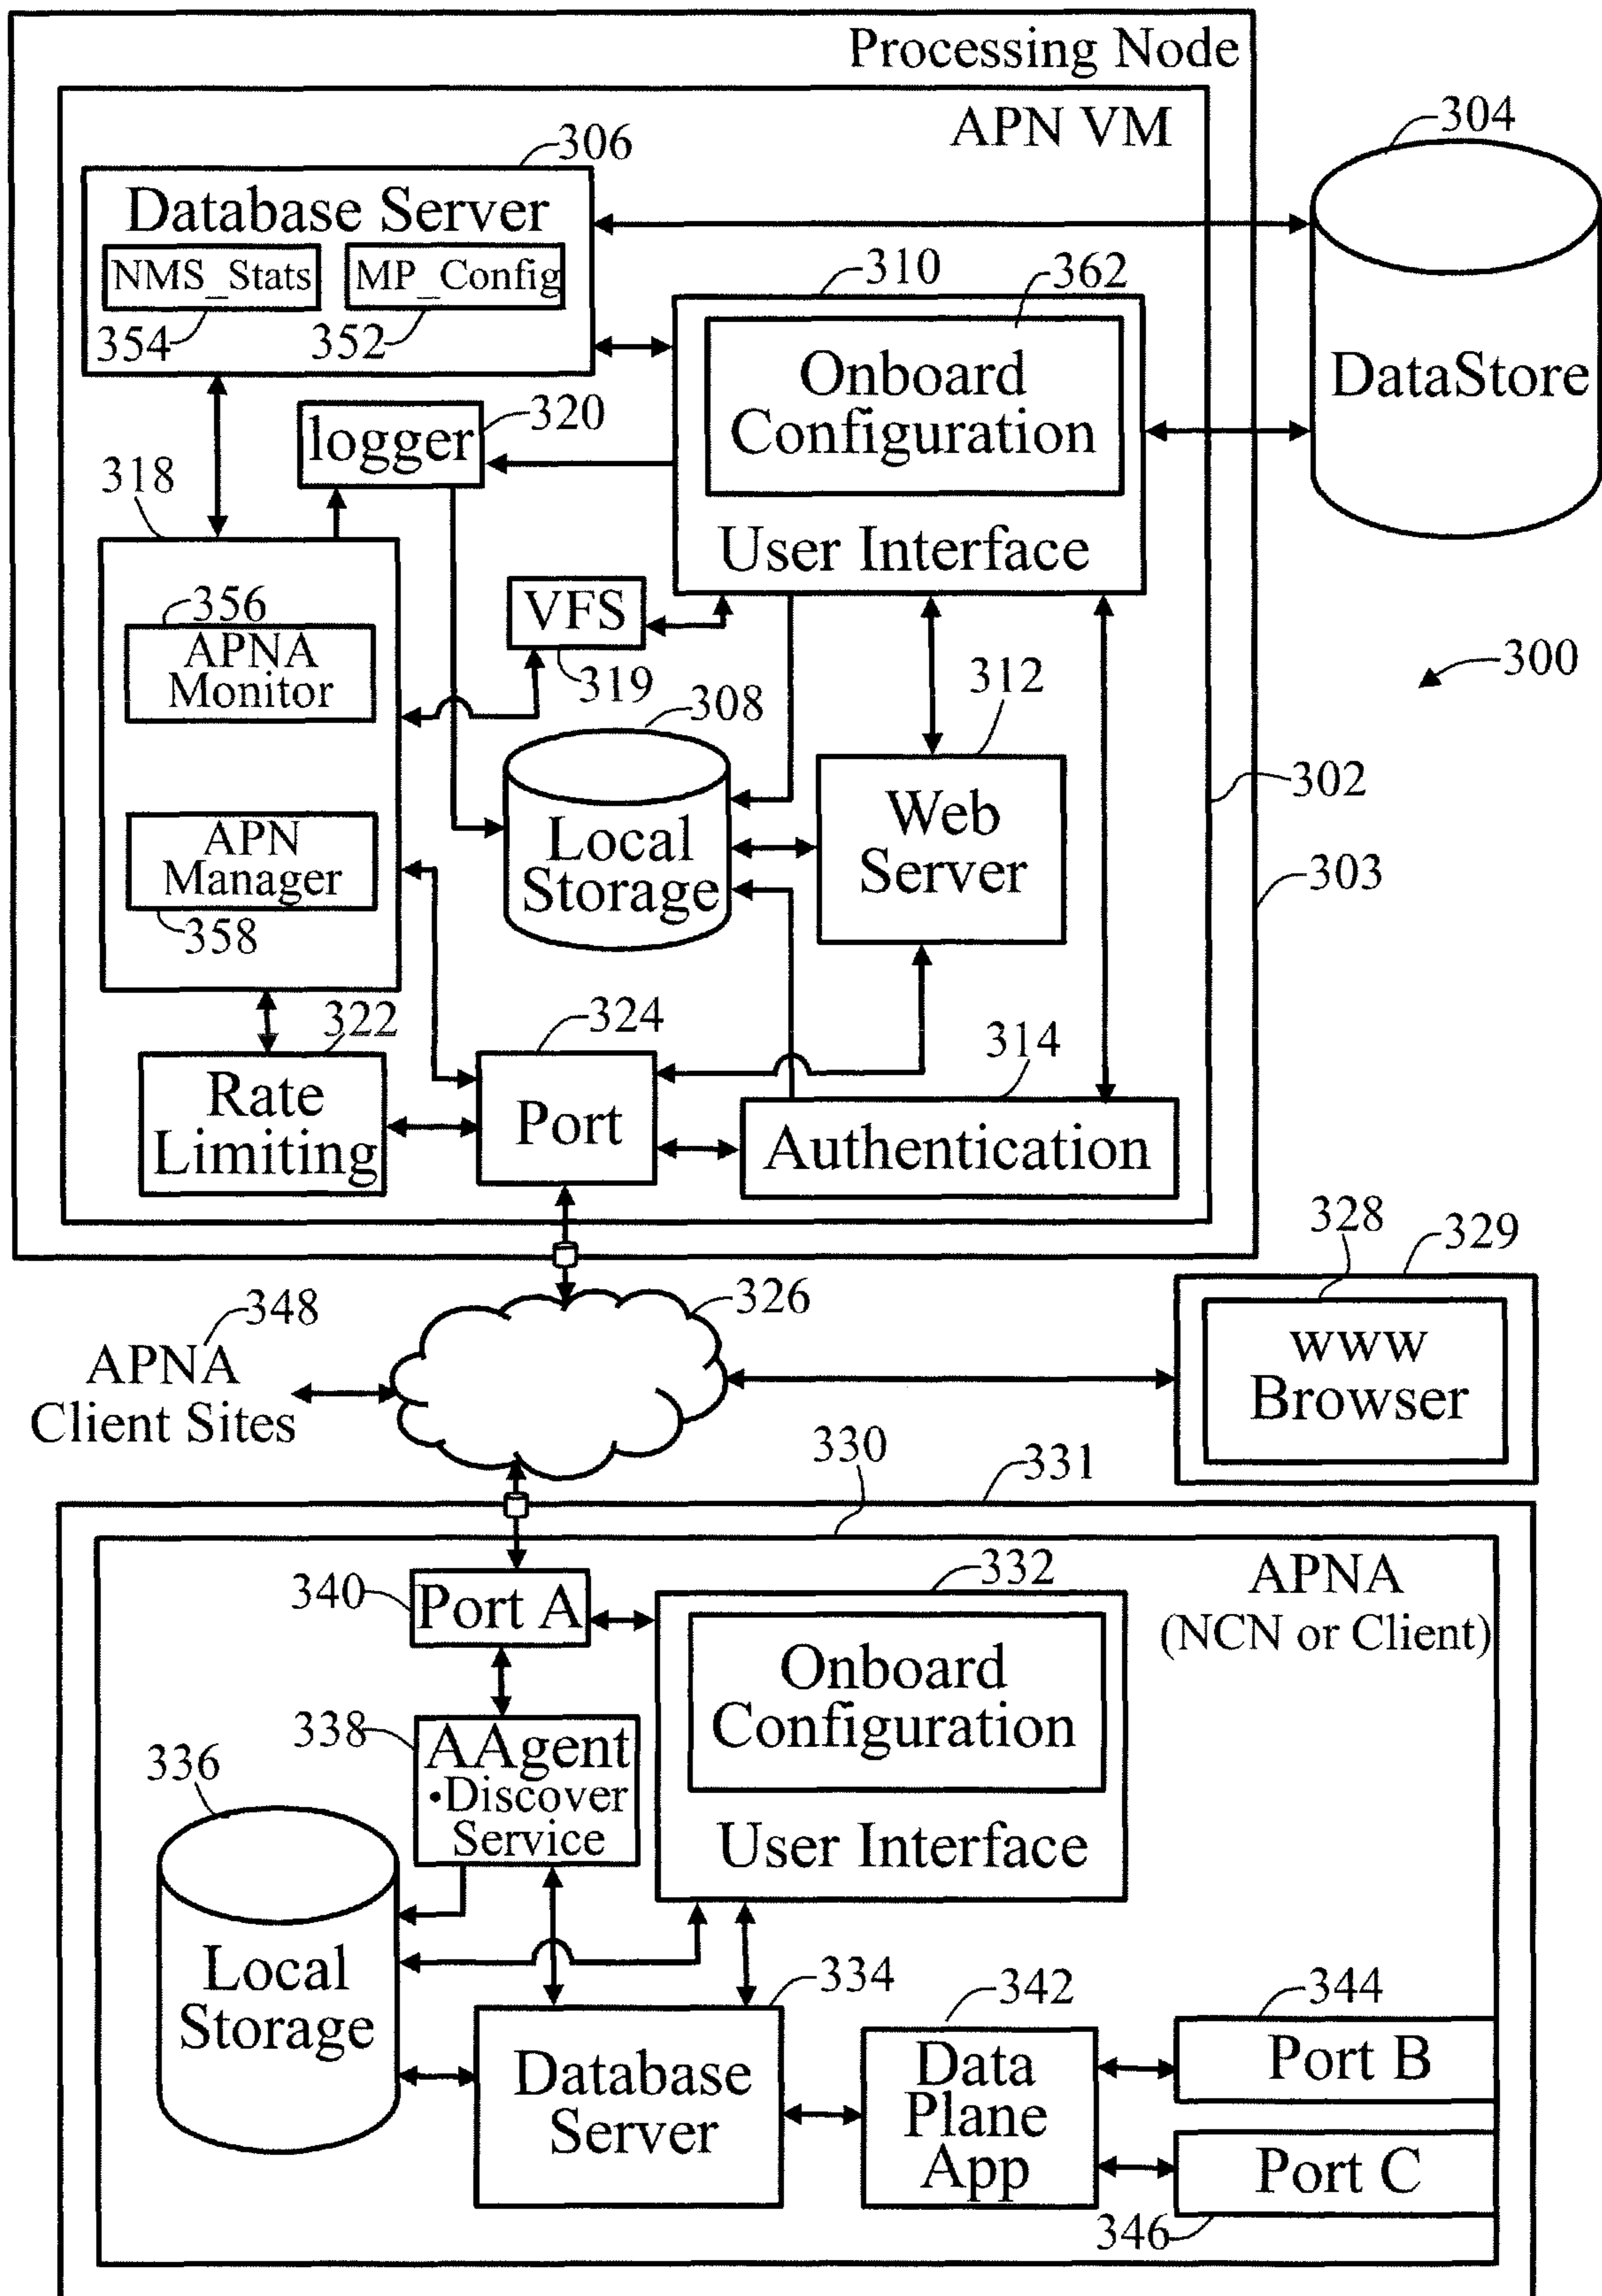 Processing Node
APN VM
304
306
Database Server
NMS_Stats
MP_Config
354
352
310
362
Onboard
Configuration
User Interface
DataStore
320
logger
318
356
APNA
Monitor
VFS
319
300
308
312
Local
Storage
Web
Server
302
303
APN
Manager
358
322
324
314
Rate
Limiting
Port
Authentication
328
329
326
348
APNA
Client Sites
www
Browser
330
331
332
APNA
(NCN or Client)
340
Port A
Onboard
Configuration
User Interface
338
AAgent
•Discover
Service
336
Local
Storage
334
Database
Server
342
Data
Plane
App
344
Port B
Port C
346